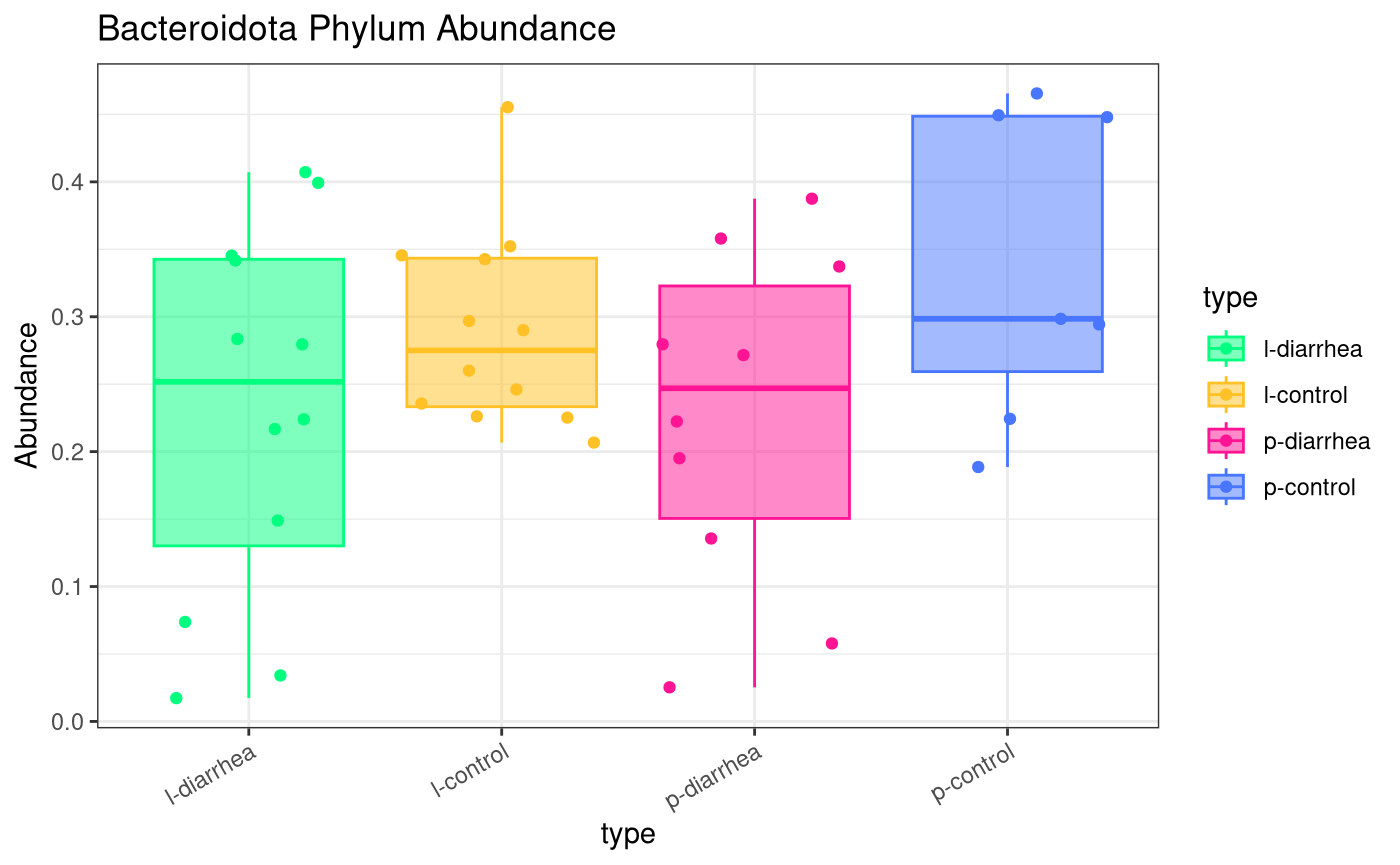 Bacteroidota Phylum Abundance
Abundance
0.4
0.3
0.2
0.1
0.0
l-diarrhea
l-control
p-diarrhea
p-control
type
type
l-diarrhea
l-control
p-diarrhea
p-control